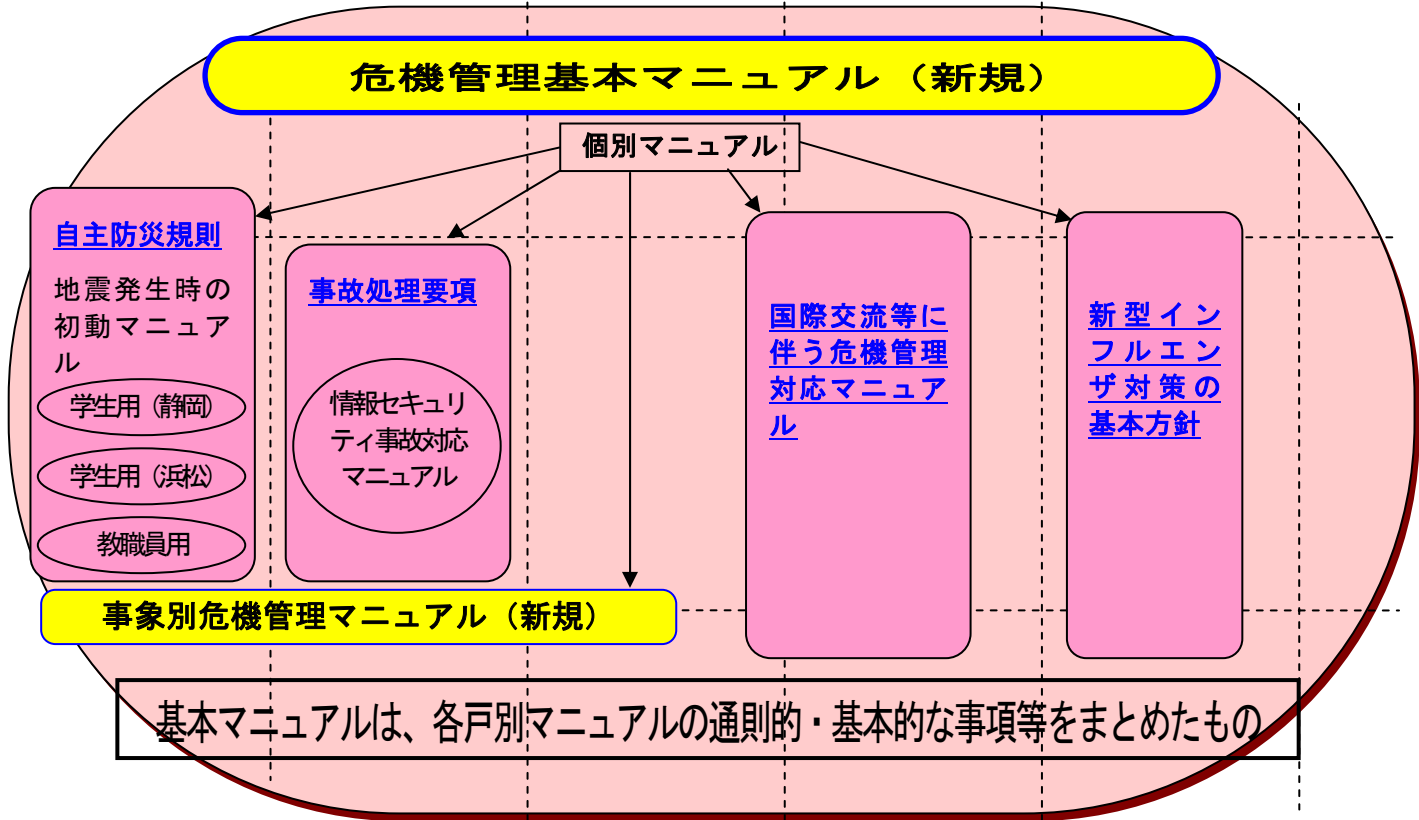 危機管理基本マニュアル（新規）
個別マニュアル
自主防災規則
地震発生時の
初動マニュア
ル
学生用（静岡）
学生用（浜松）
教職員用
事故処理要項
情報セキュリ
ティ事故対応
マニュアル
国際交流等に
伴う危機管理
対応マニュア
ル
新型イン
フルエン
ザ対策の
基本方針
事象別危機管理マニュアル（新規）
基本マニュアルは、各戸別マニュアルの通則的・基本的な事項等をまとめたもの